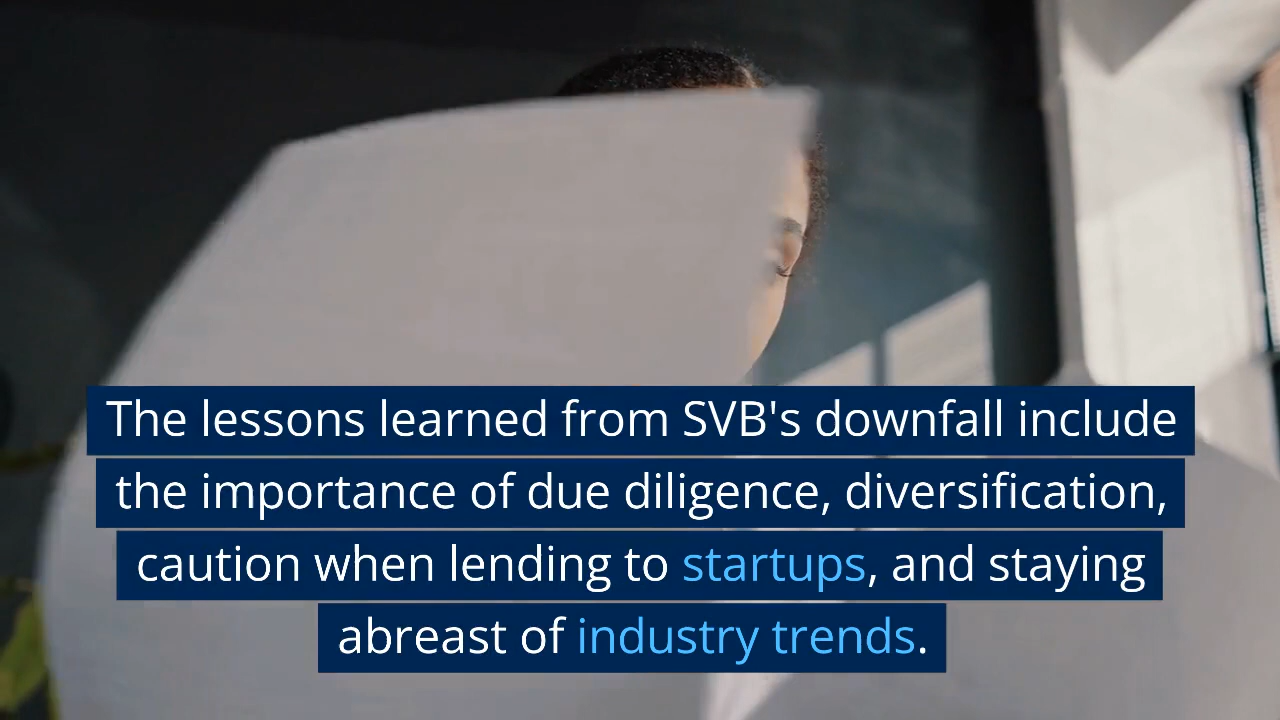 The lessons learned from SVB's downfall include
the importance of due diligence, diversification,
caution when lending to startups, and staying
abreast of industry trends.